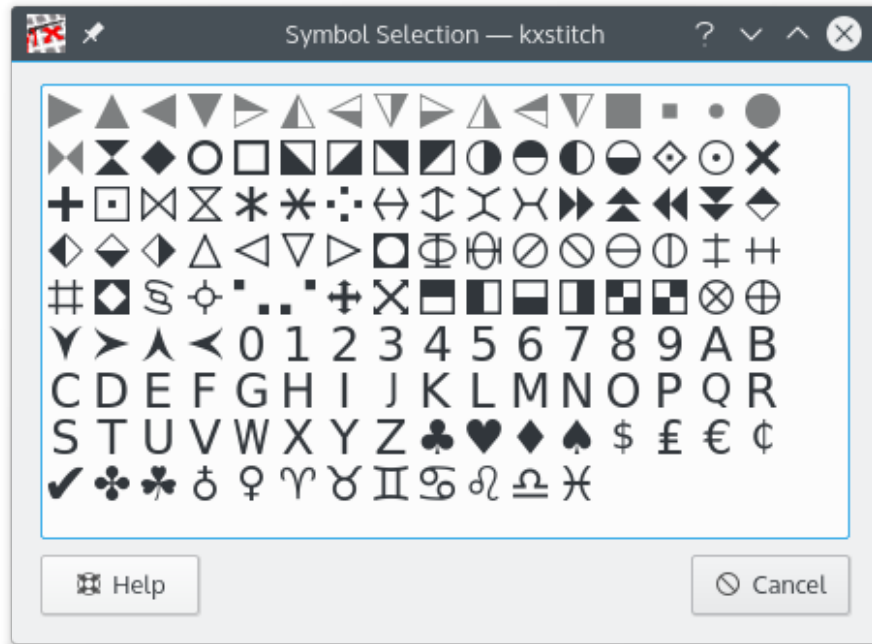 Symbol Selection — kxstitch
0 1 2 3 4 5 6 7 8 9 A B
C D E F G H I J K L M N O P Q R
S T U V W X Y Z ♣ ♥ ♦ ♠ $ ₤ € ¢
Help
Cancel